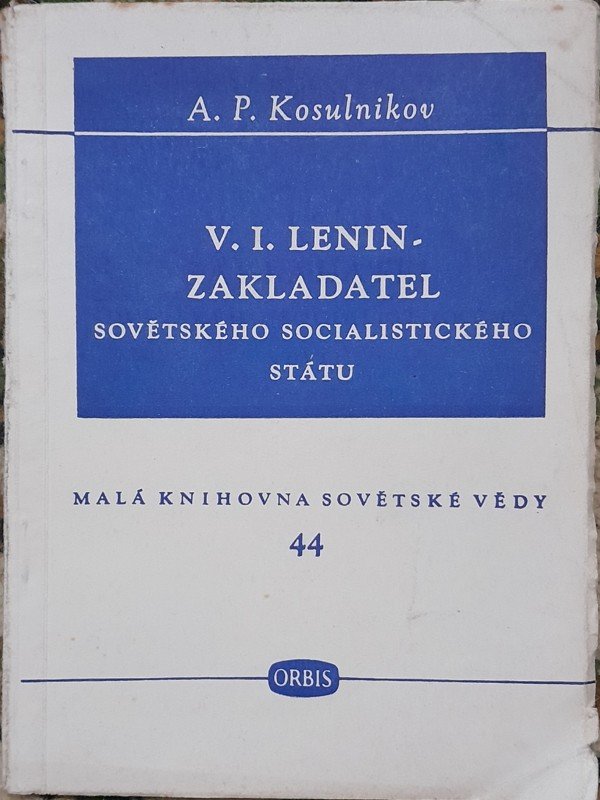 A. P. Kosulnikov
V. I. LENIN -
ZAKLADATEL
SOVĚTSKÉHO SOCIALISTICKÉHO
STÁTU
MALÁ KNIHOVNA SOVĚTSKÉ VĚDY
44
ORBIS